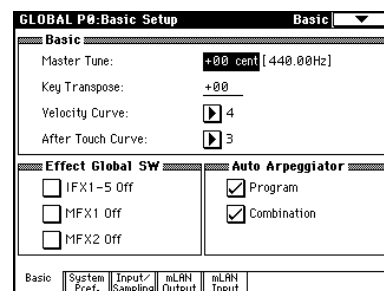 GLOBAL P0:Basic Setup Basic
Basic
Master Tune: +00 cent [440.00Hz]
Key Transpose: +00
Velocity Curve: 4
After Touch Curve: 3
Effect Global SW
IFX1-5 Off
MFX1 Off
MFX2 Off
Auto Arpeggiator
Program
Combination
Basic
System Pref.
Input/ Sampling
mLAN Output
mLAN Input